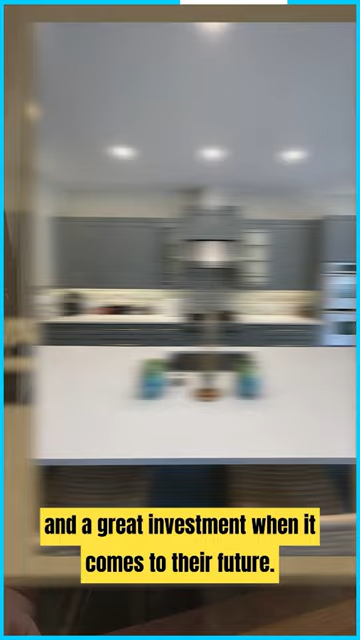 and a great investment when it
comes to their future.